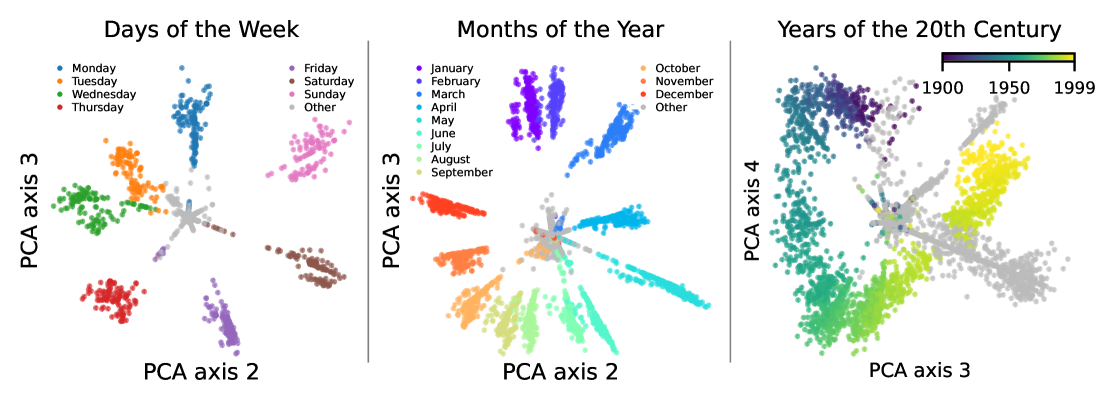 Days of the Week
Monday
Tuesday
Wednesday
Thursday
Friday
Saturday
Sunday
Other
PCA axis 3
PCA axis 2
Months of the Year
January
February
March
April
May
June
July
August
September
October
November
December
Other
PCA axis 3
PCA axis 2
Years of the 20th Century
1900 1950 1999
PCA axis 4
PCA axis 3